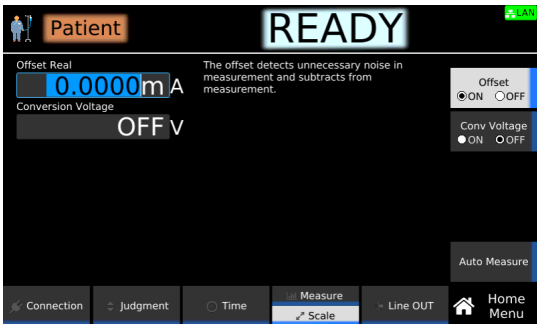 LAN
Patient
READY
Offset Real
0.0000m A
Conversion Voltage
OFF V
The offset detects unnecessary noise in
measurement and subtracts from
measurement.
Offset
ON OFF
Conv Voltage
ON OFF
Auto Measure
Connection
Judgment
Time
Measure
Scale
Line OUT
Home
Menu